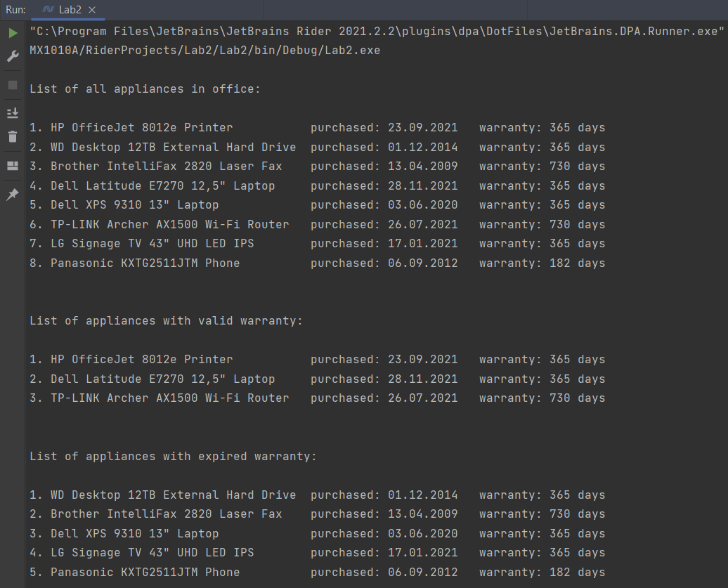 Run: Lab2 ×
"C:\Program Files\JetBrains\JetBrains Rider 2021.2.2\plugins\dpa\DotFiles\JetBrains.DPA.Runner.exe"
MX1010A/RiderProjects/Lab2/Lab2/bin/Debug/Lab2.exe
List of all appliances in office:
1. HP OfficeJet 8012e Printer purchased: 23.09.2021 warranty: 365 days
2. WD Desktop 12TB External Hard Drive purchased: 01.12.2014 warranty: 365 days
3. Brother IntelliFax 2820 Laser Fax purchased: 13.04.2009 warranty: 730 days
4. Dell Latitude E7270 12,5" Laptop purchased: 28.11.2021 warranty: 365 days
5. Dell XPS 9310 13" Laptop purchased: 03.06.2020 warranty: 365 days
6. TP-LINK Archer AX1500 Wi-Fi Router purchased: 26.07.2021 warranty: 730 days
7. LG Signage TV 43" UHD LED IPS purchased: 17.01.2021 warranty: 365 days
8. Panasonic KXTG2511JTM Phone purchased: 06.09.2012 warranty: 182 days
List of appliances with valid warranty:
1. HP OfficeJet 8012e Printer purchased: 23.09.2021 warranty: 365 days
2. Dell Latitude E7270 12,5" Laptop purchased: 28.11.2021 warranty: 365 days
3. TP-LINK Archer AX1500 Wi-Fi Router purchased: 26.07.2021 warranty: 730 days
List of appliances with expired warranty:
1. WD Desktop 12TB External Hard Drive purchased: 01.12.2014 warranty: 365 days
2. Brother IntelliFax 2820 Laser Fax purchased: 13.04.2009 warranty: 730 days
3. Dell XPS 9310 13" Laptop purchased: 03.06.2020 warranty: 365 days
4. LG Signage TV 43" UHD LED IPS purchased: 17.01.2021 warranty: 365 days
5. Panasonic KXTG2511JTM Phone purchased: 06.09.2012 warranty: 182 days